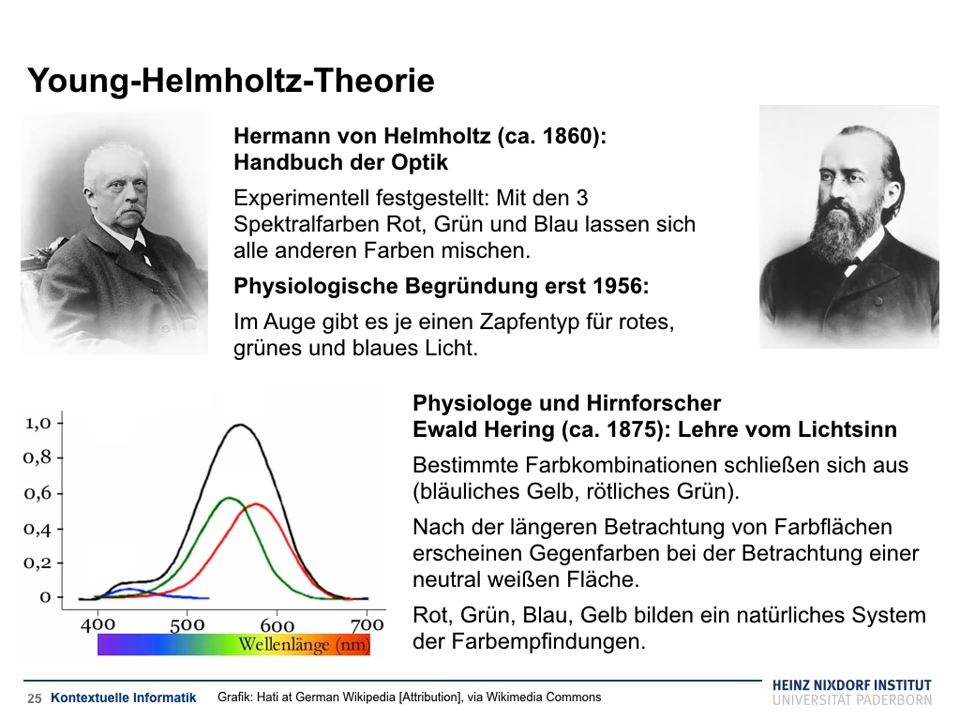 Young-Helmholtz-Theorie
Hermann von Helmholtz (ca. 1860):
Handbuch der Optik
Experimentell festgestellt: Mit den 3
Spektralfarben Rot, Grün und Blau lassen sich
alle anderen Farben mischen.
Physiologische Begründung erst 1956:
Im Auge gibt es je einen Zapfentyp für rotes,
grünes und blaues Licht.
Physiologe und Hirnforscher
Ewald Hering (ca. 1875): Lehre vom Lichtsinn
Bestimmte Farbkombinationen schließen sich aus
(bläuliches Gelb, rötliches Grün).
Nach der längeren Betrachtung von Farbflächen
erscheinen Gegenfarben bei der Betrachtung einer
neutral weißen Fläche.
Rot, Grün, Blau, Gelb bilden ein natürliches System
der Farbempfindungen.
1,0
0,8
0,6
0,4
0,2
0
400 500 600 700
Wellenlänge (nm)
25 Kontextuelle Informatik Grafik: Hati at German Wikipedia [Attribution], via Wikimedia Commons
HEINZ NIXDORF INSTITUT
UNIVERSITÄT PADERBORN